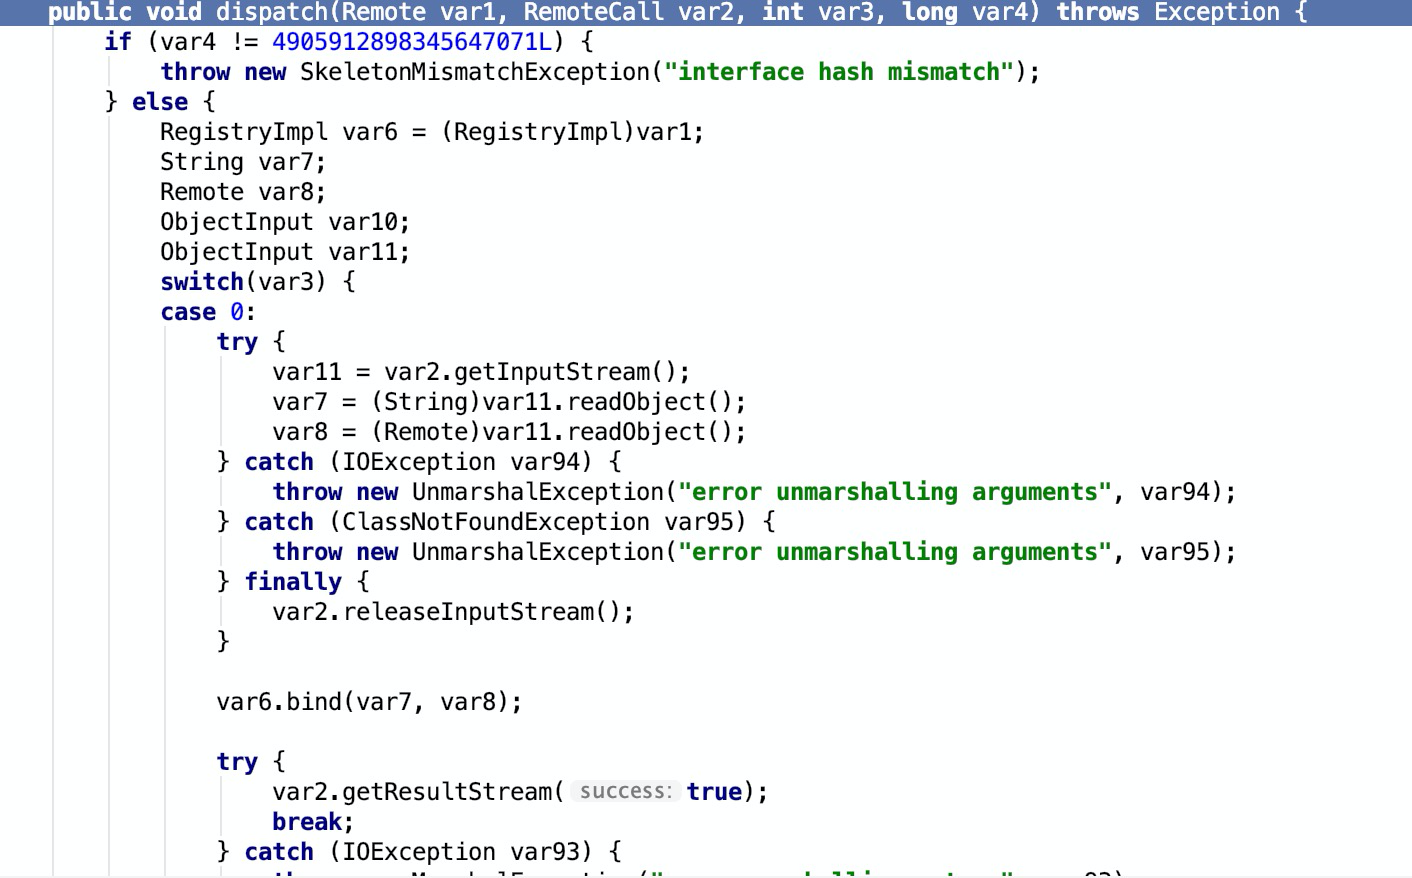 public void dispatch(Remote var1, RemoteCall var2, int var3, long var4) throws Exception {
if (var4 != 4905912898345647071L) {
throw new SkeletonMismatchException("interface hash mismatch");
} else {
RegistryImpl var6 = (RegistryImpl)var1;
String var7;
Remote var8;
ObjectInput var10;
ObjectInput var11;
switch(var3) {
case 0:
try {
var11 = var2.getInputStream();
var7 = (String)var11.readObject();
var8 = (Remote)var11.readObject();
} catch (IOException var94) {
throw new UnmarshalException("error unmarshalling arguments", var94);
} catch (ClassNotFoundException var95) {
throw new UnmarshalException("error unmarshalling arguments", var95);
} finally {
var2.releaseInputStream();
}
var6.bind(var7, var8);
try {
var2.getResultStream( success: true);
break;
} catch (IOException var93) {